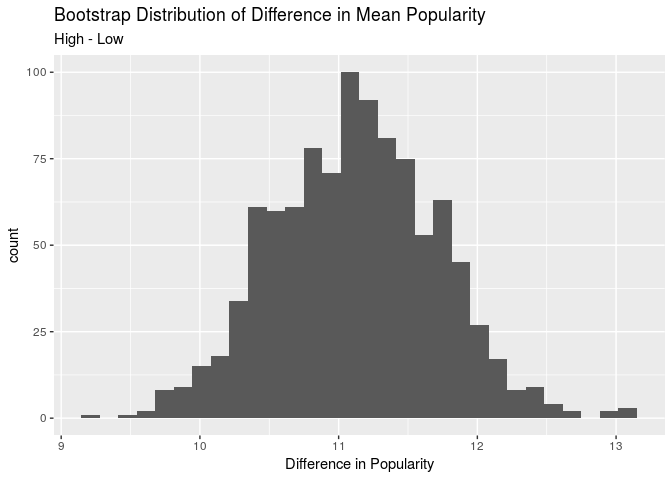 Bootstrap Distribution of Difference in Mean Popularity
High - Low
100
75
50
25
0
count
9
10
11
12
13
Difference in Popularity